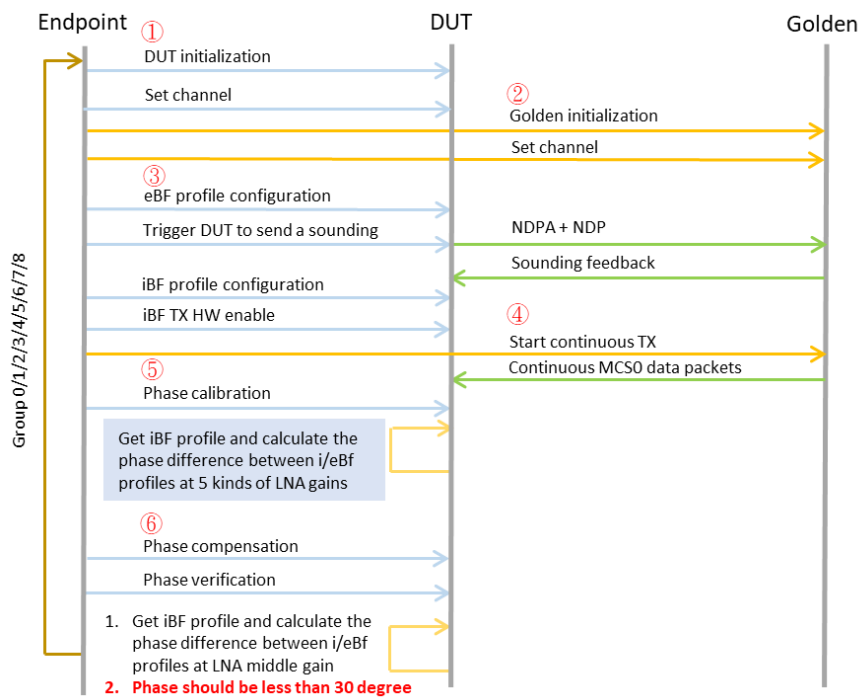 Endpoint
DUT
Golden
①
DUT initialization
Set channel
②
Golden initialization
Set channel
③
eBF profile configuration
Trigger DUT to send a sounding
NDPA + NDP
Sounding feedback
iBF profile configuration
iBF TX HW enable
④
Start continuous TX
Continuous MCS0 data packets
⑤
Phase calibration
Get iBF profile and calculate the
phase difference between i/eBf
profiles at 5 kinds of LNA gains
⑥
Phase compensation
Phase verification
1. Get iBF profile and calculate the
phase difference between i/eBf
profiles at LNA middle gain
2. Phase should be less than 30 degree
Group 0/1/2/3/4/5/6/7/8